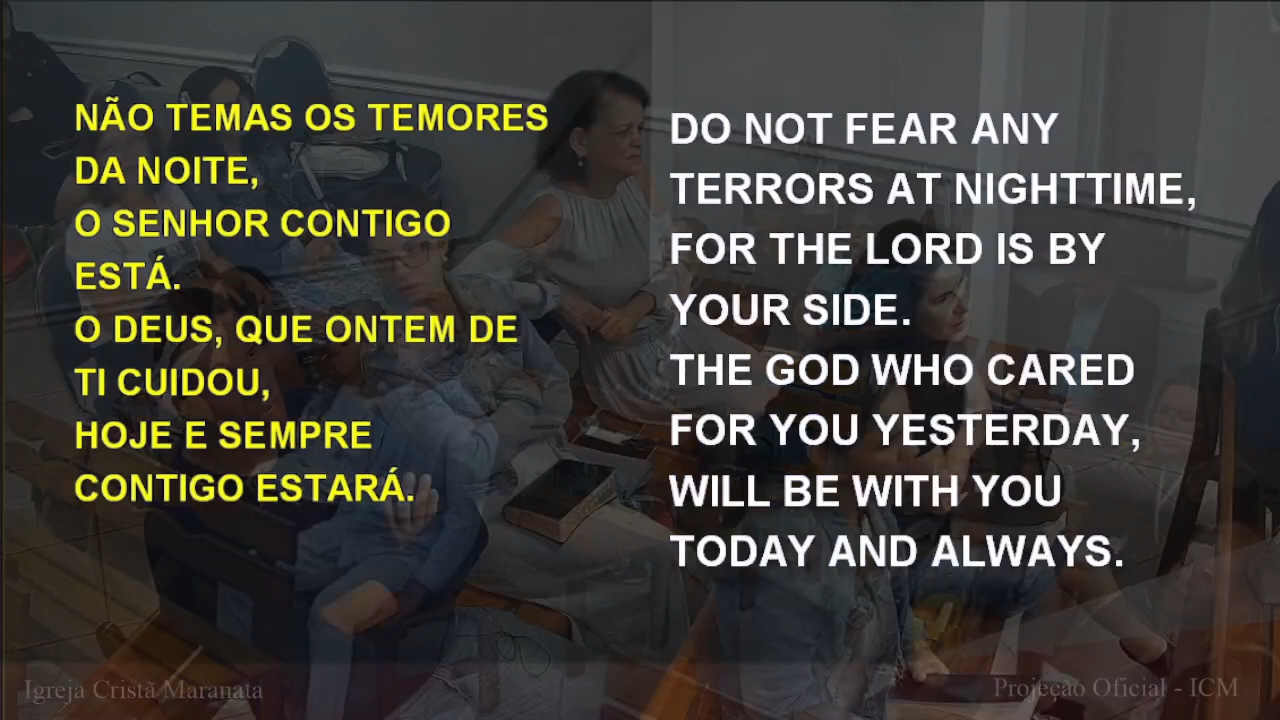 NÃO TEMAS OS TEMORES
DA NOITE,
O SENHOR CONTIGO
ESTÁ.
O DEUS, QUE ONTEM DE
TI CUIDOU,
HOJE E SEMPRE
CONTIGO ESTARÁ.
DO NOT FEAR ANY
TERRORS AT NIGHTTIME,
FOR THE LORD IS BY
YOUR SIDE.
THE GOD WHO CARED
FOR YOU YESTERDAY,
WILL BE WITH YOU
TODAY AND ALWAYS.
Igreja Cristã Maranata
Projeção Oficial - ICM